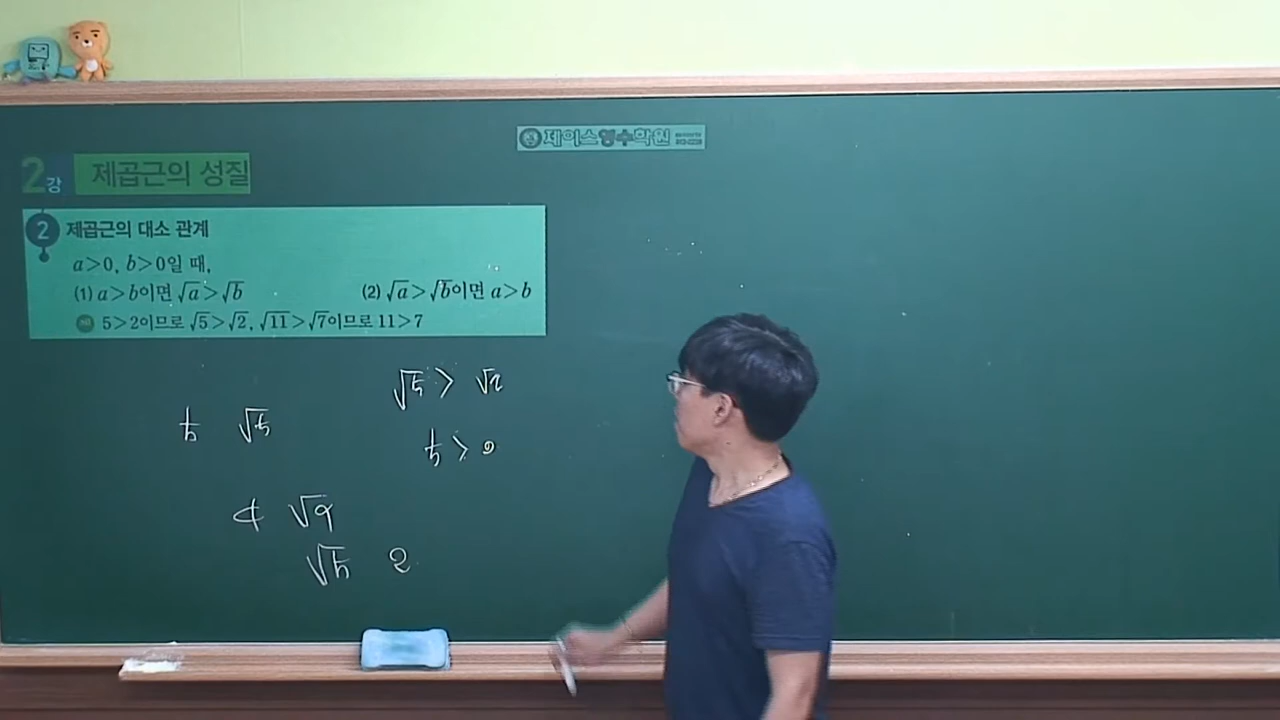 제이스영수학원
2강 제곱근의 성질
2 제곱근의 대소 관계
a>0, b>0일 때,
(1) a>b이면 √a>√b (2) √a>√b이면 a>b
예 5>2이므로 √5>√2, √11>√7이므로 11>7
√5 > √2
5 √5
5 > 2
4 √9
√5 2